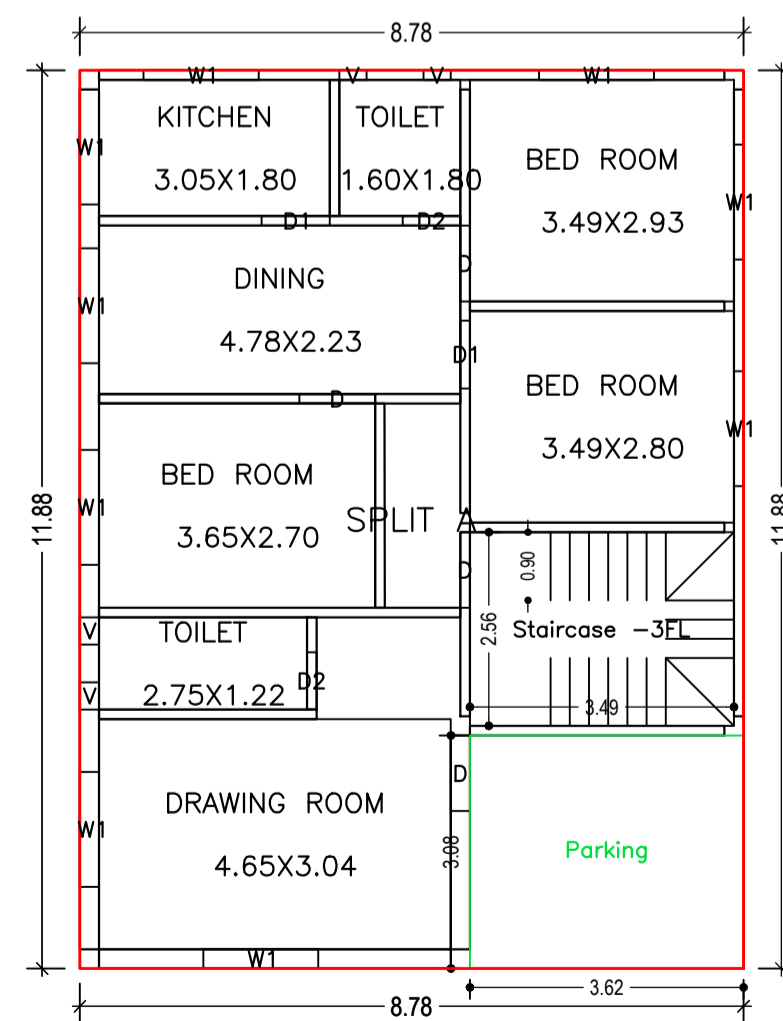 8.78
W1
V
V
W1
KITCHEN
3.05X1.80
TOILET
1.60X1.80
BED ROOM
3.49X2.93
W1
W1
D1
D2
D
DINING
4.78X2.23
W1
D1
D
BED ROOM
3.49X2.80
W1
BED ROOM
3.65X2.70
W1
SPLIT A
11.88
11.88
D
0.90
2.56
Staircase -3FL
3.49
V
TOILET
2.75X1.22
V
D2
DRAWING ROOM
4.65X3.04
W1
D
3.08
Parking
W1
3.62
8.78